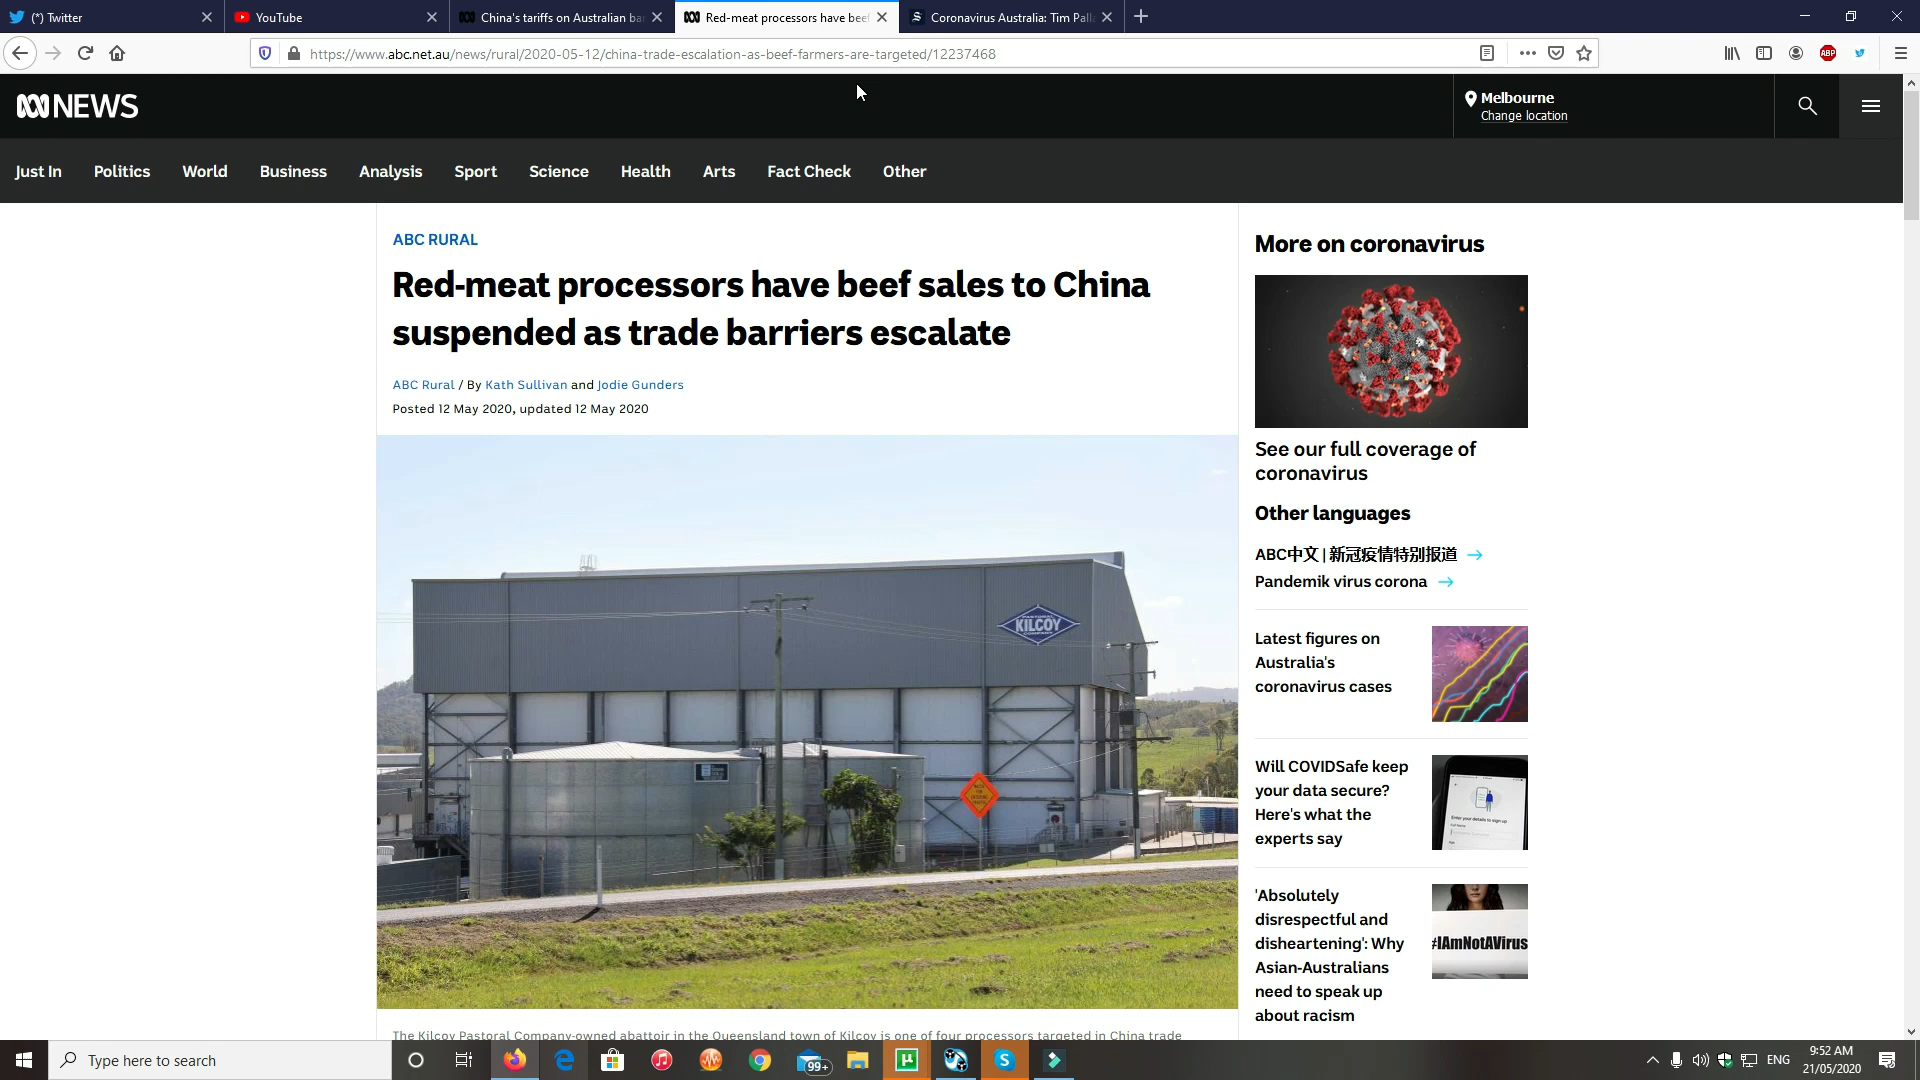 (*) Twitter
YouTube
China's tariffs on Australian ba
Red-meat processors have beef
Coronavirus Australia: Tim Palla
https://www.abc.net.au/news/rural/2020-05-12/china-trade-escalation-as-beef-farmers-are-targeted/12237468
ABP
NEWS
Melbourne
Change location
Just In
Politics
World
Business
Analysis
Sport
Science
Health
Arts
Fact Check
Other
ABC RURAL
Red-meat processors have beef sales to China
suspended as trade barriers escalate
ABC Rural / By Kath Sullivan and Jodie Gunders
Posted 12 May 2020, updated 12 May 2020
PASTORAL
KILCOY
COMPANY
The Kilcoy Pastoral Company-owned abattoir in the Queensland town of Kilcoy is one of four processors targeted in China trade
More on coronavirus
See our full coverage of
coronavirus
Other languages
ABC中文 | 新冠疫情特别报道 →
Pandemik virus corona →
Latest figures on
Australia's
coronavirus cases
Will COVIDSafe keep
your data secure?
Here's what the
experts say
Enter your details to sign up
'Absolutely
disrespectful and
disheartening': Why
Asian-Australians
need to speak up
about racism
#IAmNotAVirus
Type here to search
99+
ENG
9:52 AM
21/05/2020